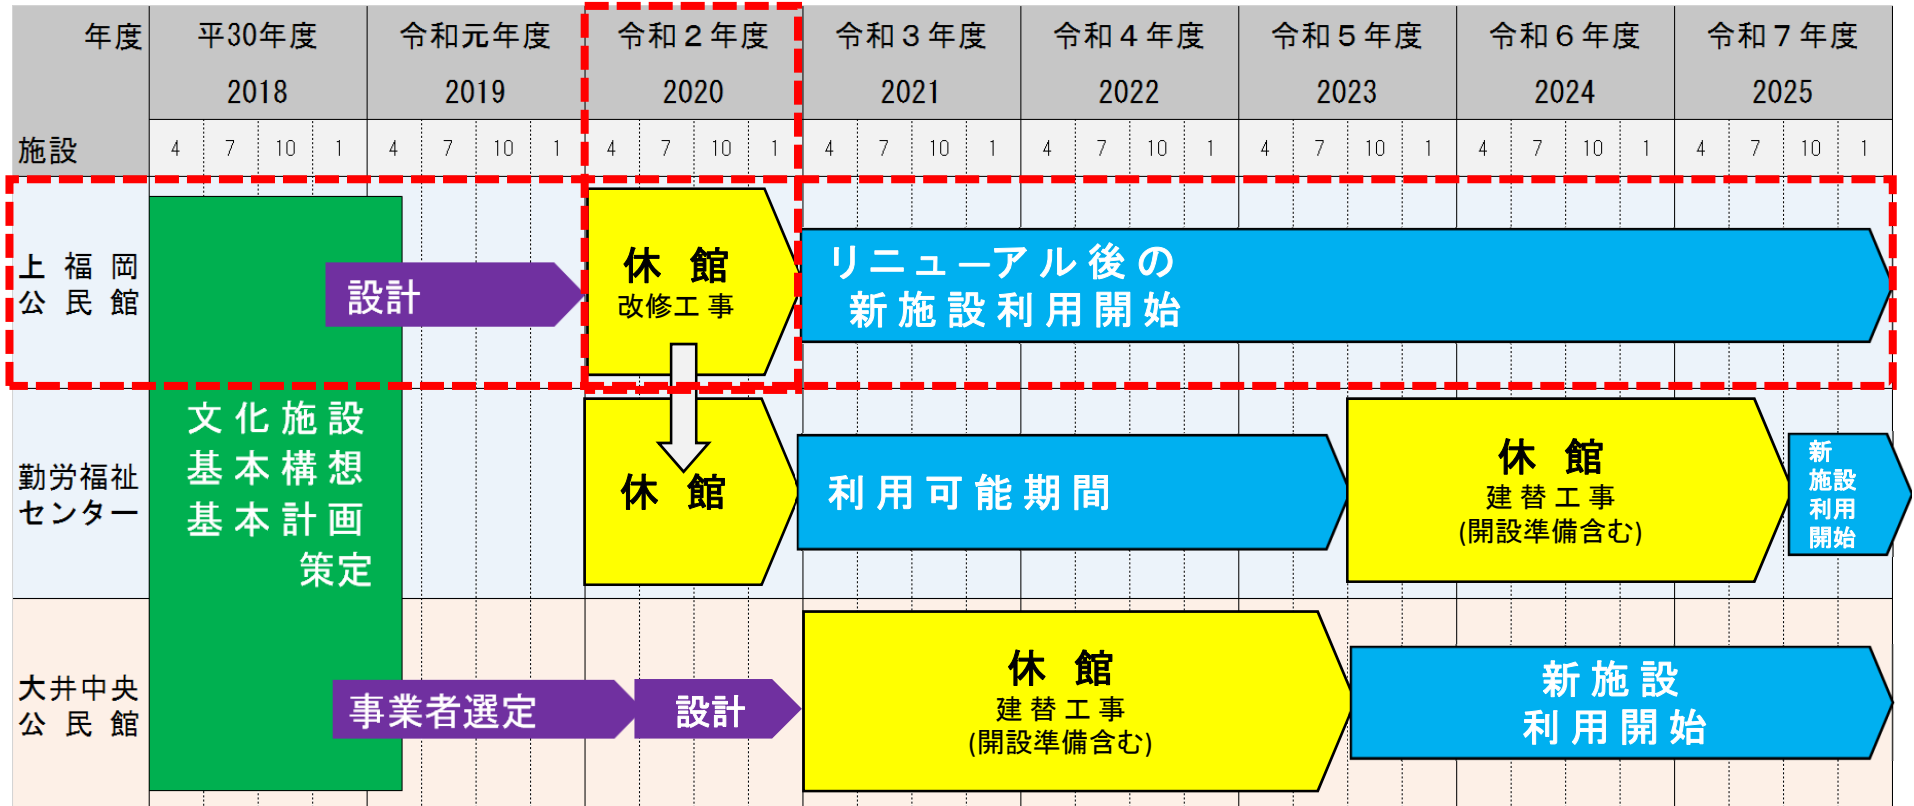 年度 平30年度 令和元年度 令和２年度 令和３年度 令和４年度 令和５年度 令和６年度 令和７年度
2018 2019 2020 2021 2022 2023 2024 2025
施設 4 7 10 1 4 7 10 1 4 7 10 1 4 7 10 1 4 7 10 1 4 7 10 1 4 7 10 1 4 7 10 1
上福岡
公民館
設計
休館
改修工事
リニューアル後の
新施設利用開始
文化施設
基本構想
基本計画
策定
勤労福祉
センター
休館
利用可能期間
休館
建替工事
(開設準備含む)
新
施設
利用
開始
大井中央
公民館
事業者選定
設計
休館
建替工事
(開設準備含む)
新施設
利用開始